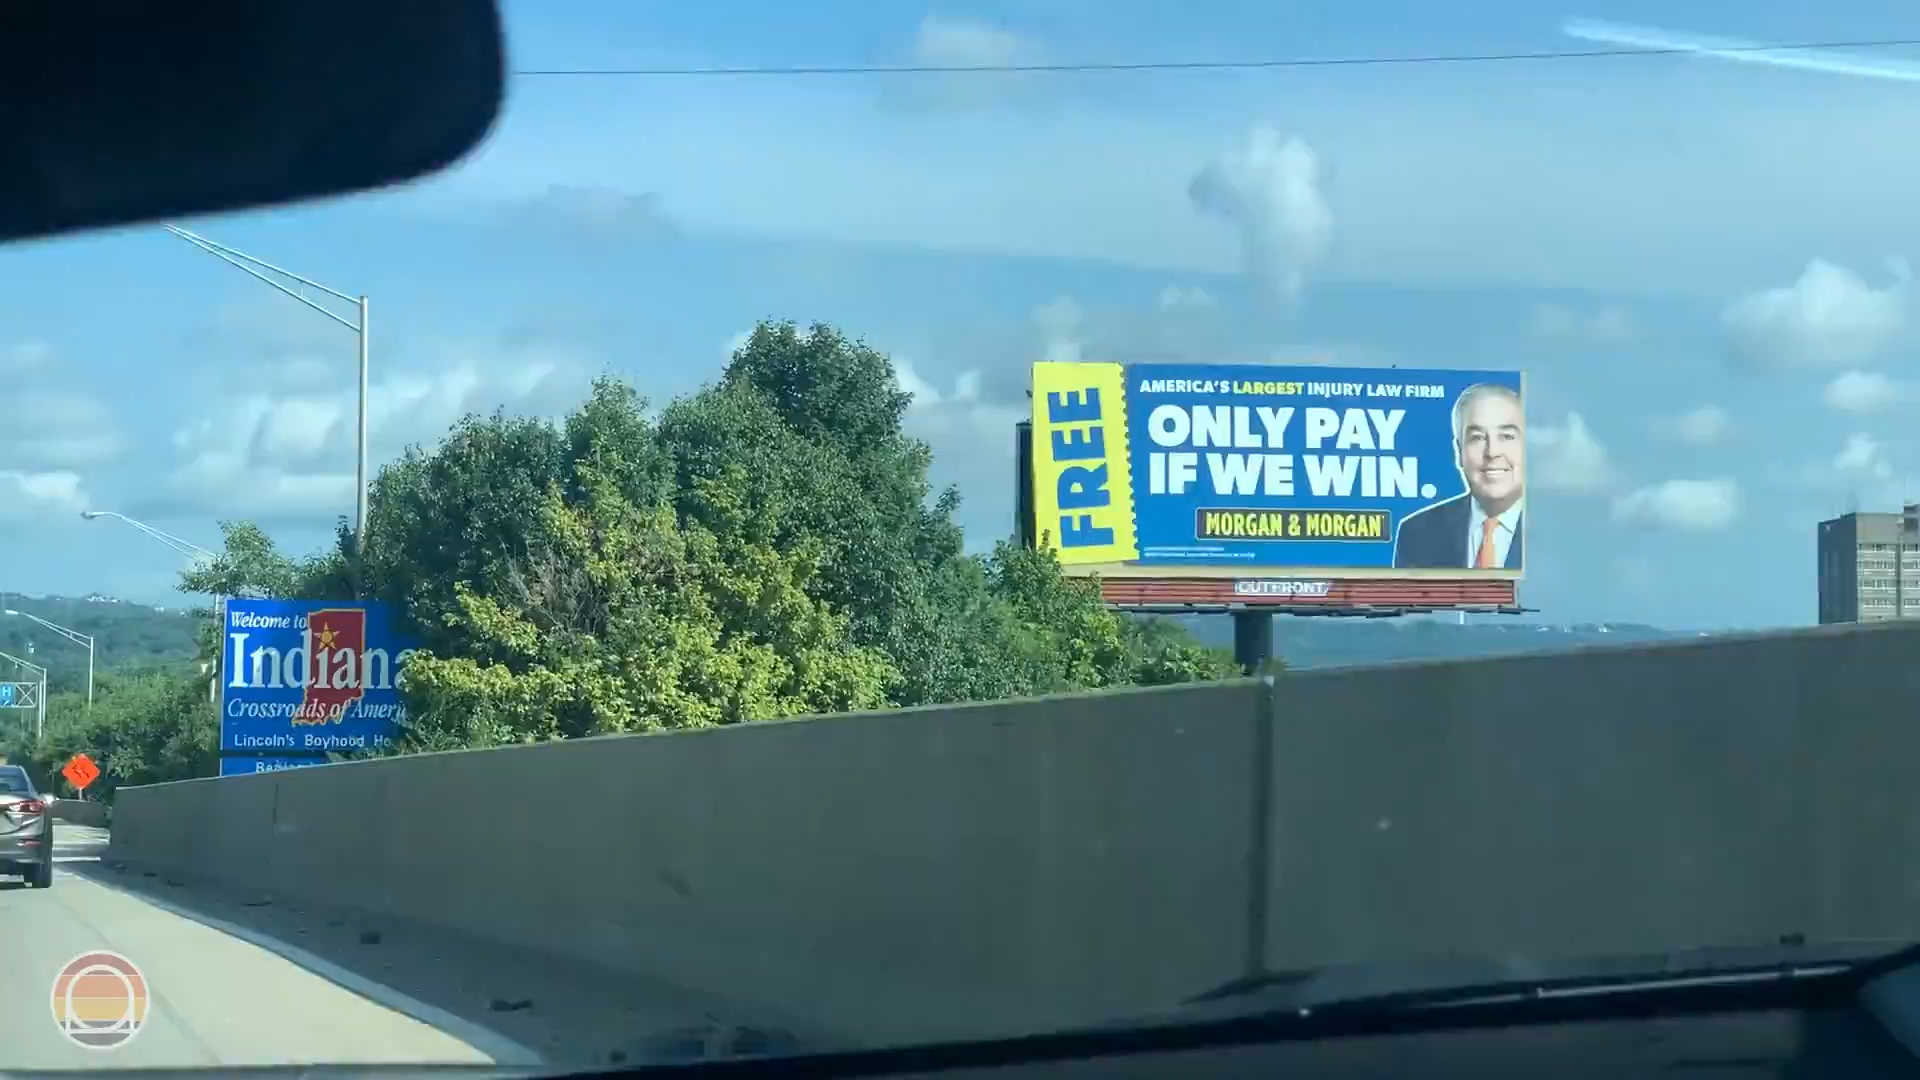 FREE
AMERICA'S LARGEST INJURY LAW FIRM
ONLY PAY
IF WE WIN.
MORGAN & MORGAN
OUTFRONT/
Welcome to
Indiana
Crossroads of Ameri
Lincoln's Boyhood Ho
H